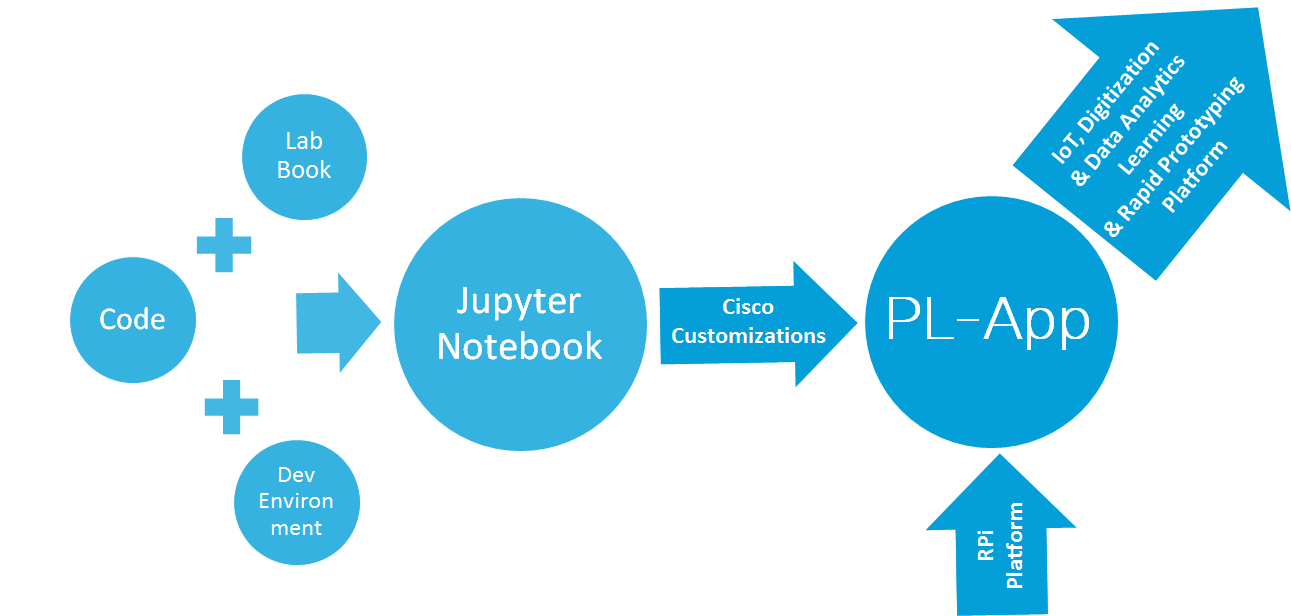 Lab
Book
Code
Dev
Environ
ment
Jupyter
Notebook
Cisco
Customizations
PL-App
IoT, Digitization
& Data Analytics
Learning
& Rapid Prototyping
Platform
RPi
Platform